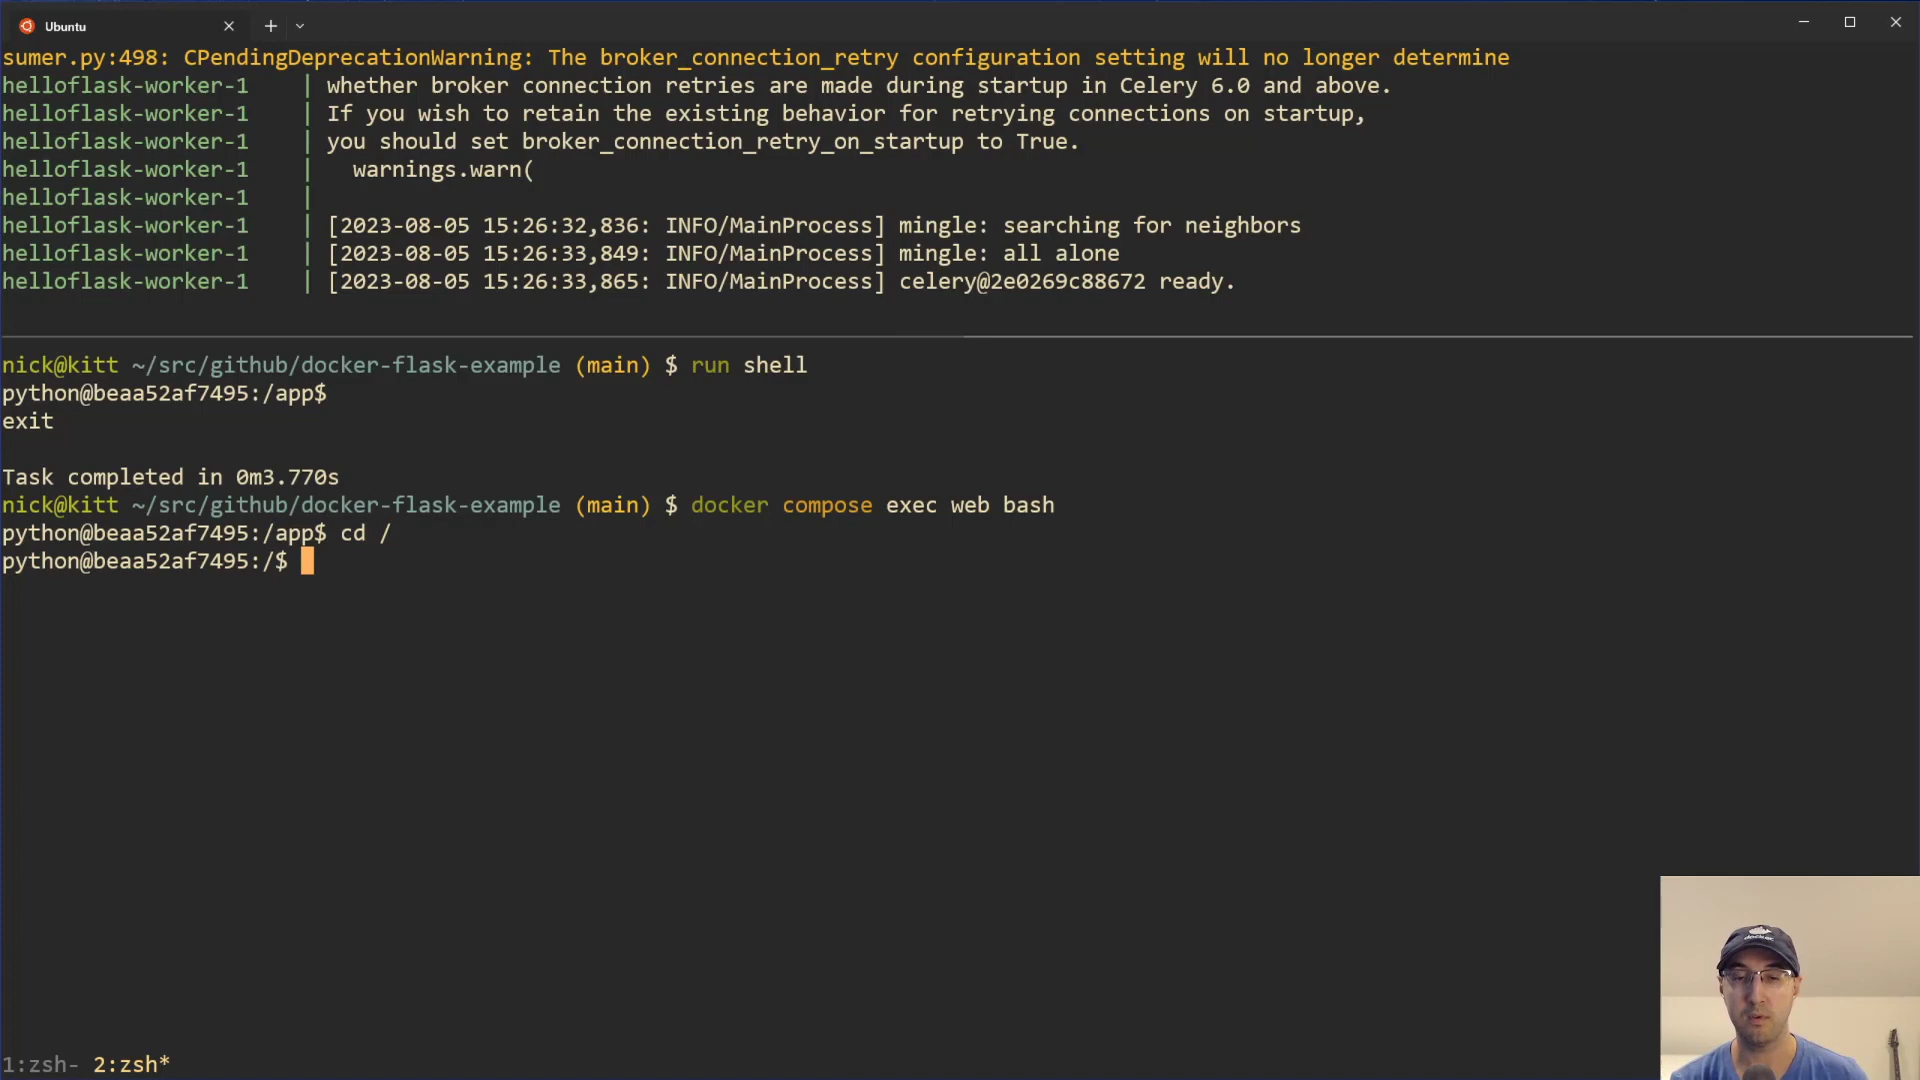 Ubuntu
sumer.py:498: CPendingDeprecationWarning: The broker_connection_retry configuration setting will no longer determine
helloflask-worker-1 | whether broker connection retries are made during startup in Celery 6.0 and above.
helloflask-worker-1 | If you wish to retain the existing behavior for retrying connections on startup,
helloflask-worker-1 | you should set broker_connection_retry_on_startup to True.
helloflask-worker-1 | warnings.warn(
helloflask-worker-1 |
helloflask-worker-1 | [2023-08-05 15:26:32,836: INFO/MainProcess] mingle: searching for neighbors
helloflask-worker-1 | [2023-08-05 15:26:33,849: INFO/MainProcess] mingle: all alone
helloflask-worker-1 | [2023-08-05 15:26:33,865: INFO/MainProcess] celery@2e0269c88672 ready.
nick@kitt ~/src/github/docker-flask-example (main) $ run shell
python@beaa52af7495:/app$
exit
Task completed in 0m3.770s
nick@kitt ~/src/github/docker-flask-example (main) $ docker compose exec web bash
python@beaa52af7495:/app$ cd /
python@beaa52af7495:/$
1:zsh- 2:zsh*